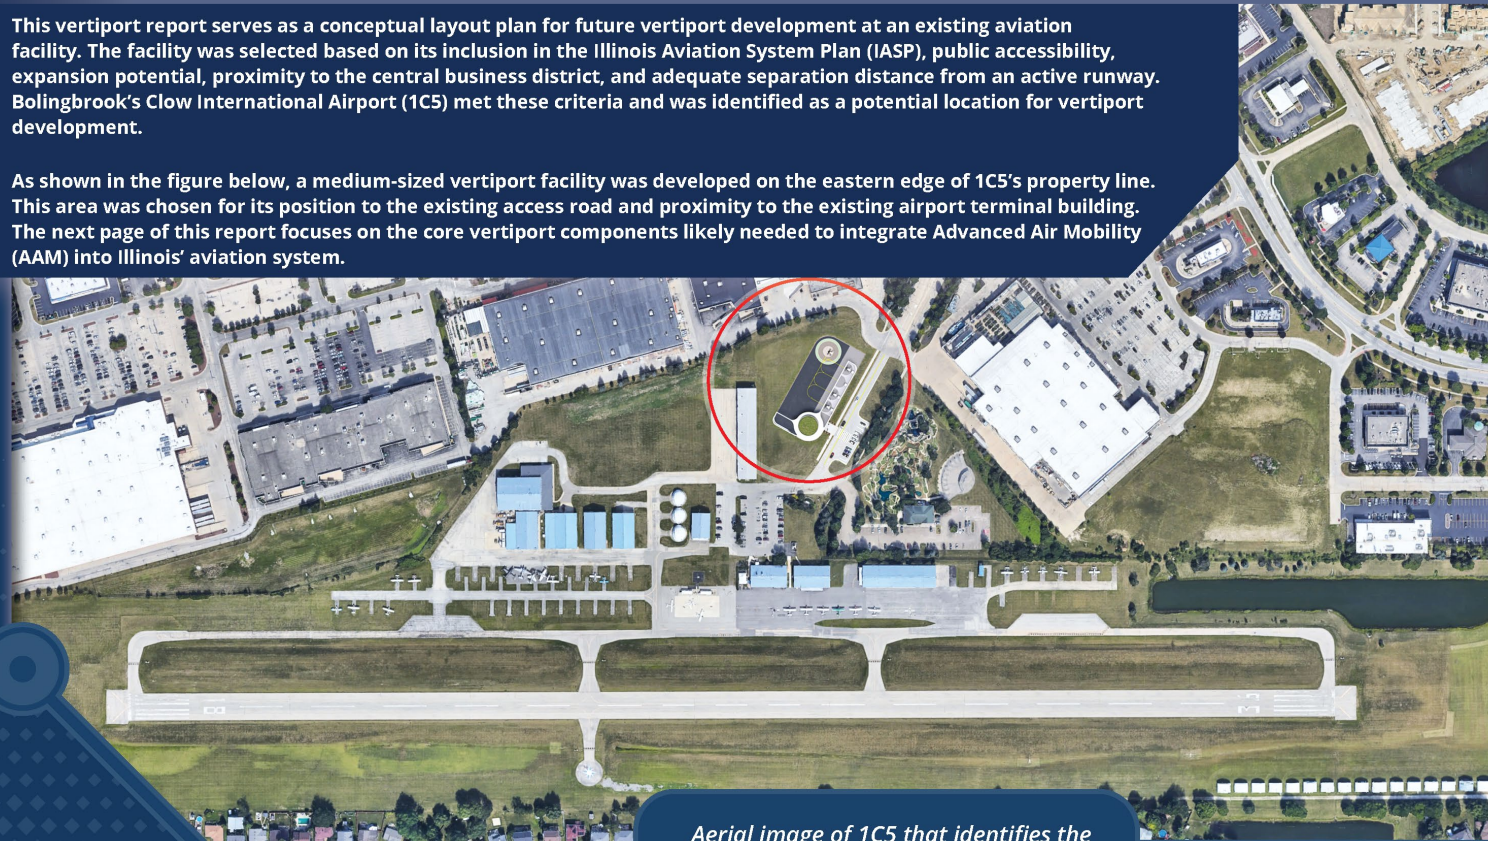 This vertiport report serves as a conceptual layout plan for future vertiport development at an existing aviation
facility. The facility was selected based on its inclusion in the Illinois Aviation System Plan (IASP), public accessibility,
expansion potential, proximity to the central business district, and adequate separation distance from an active runway.
Bolingbrook’s Clow International Airport (1C5) met these criteria and was identified as a potential location for vertiport
development.
As shown in the figure below, a medium-sized vertiport facility was developed on the eastern edge of 1C5’s property line.
This area was chosen for its position to the existing access road and proximity to the existing airport terminal building.
The next page of this report focuses on the core vertiport components likely needed to integrate Advanced Air Mobility
(AAM) into Illinois’ aviation system.
Aerial image of 1C5 that identifies the